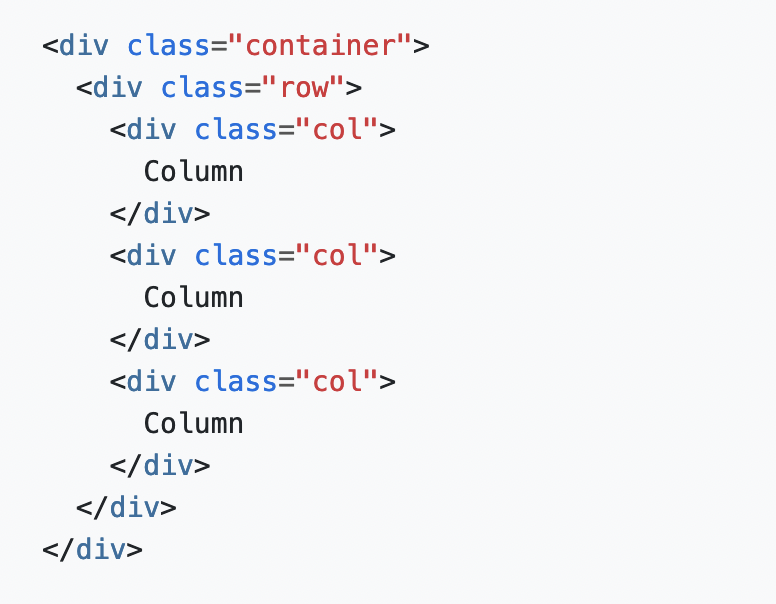 <div class="container">
  <div class="row">
    <div class="col">
      Column
    </div>
    <div class="col">
      Column
    </div>
    <div class="col">
      Column
    </div>
  </div>
</div>